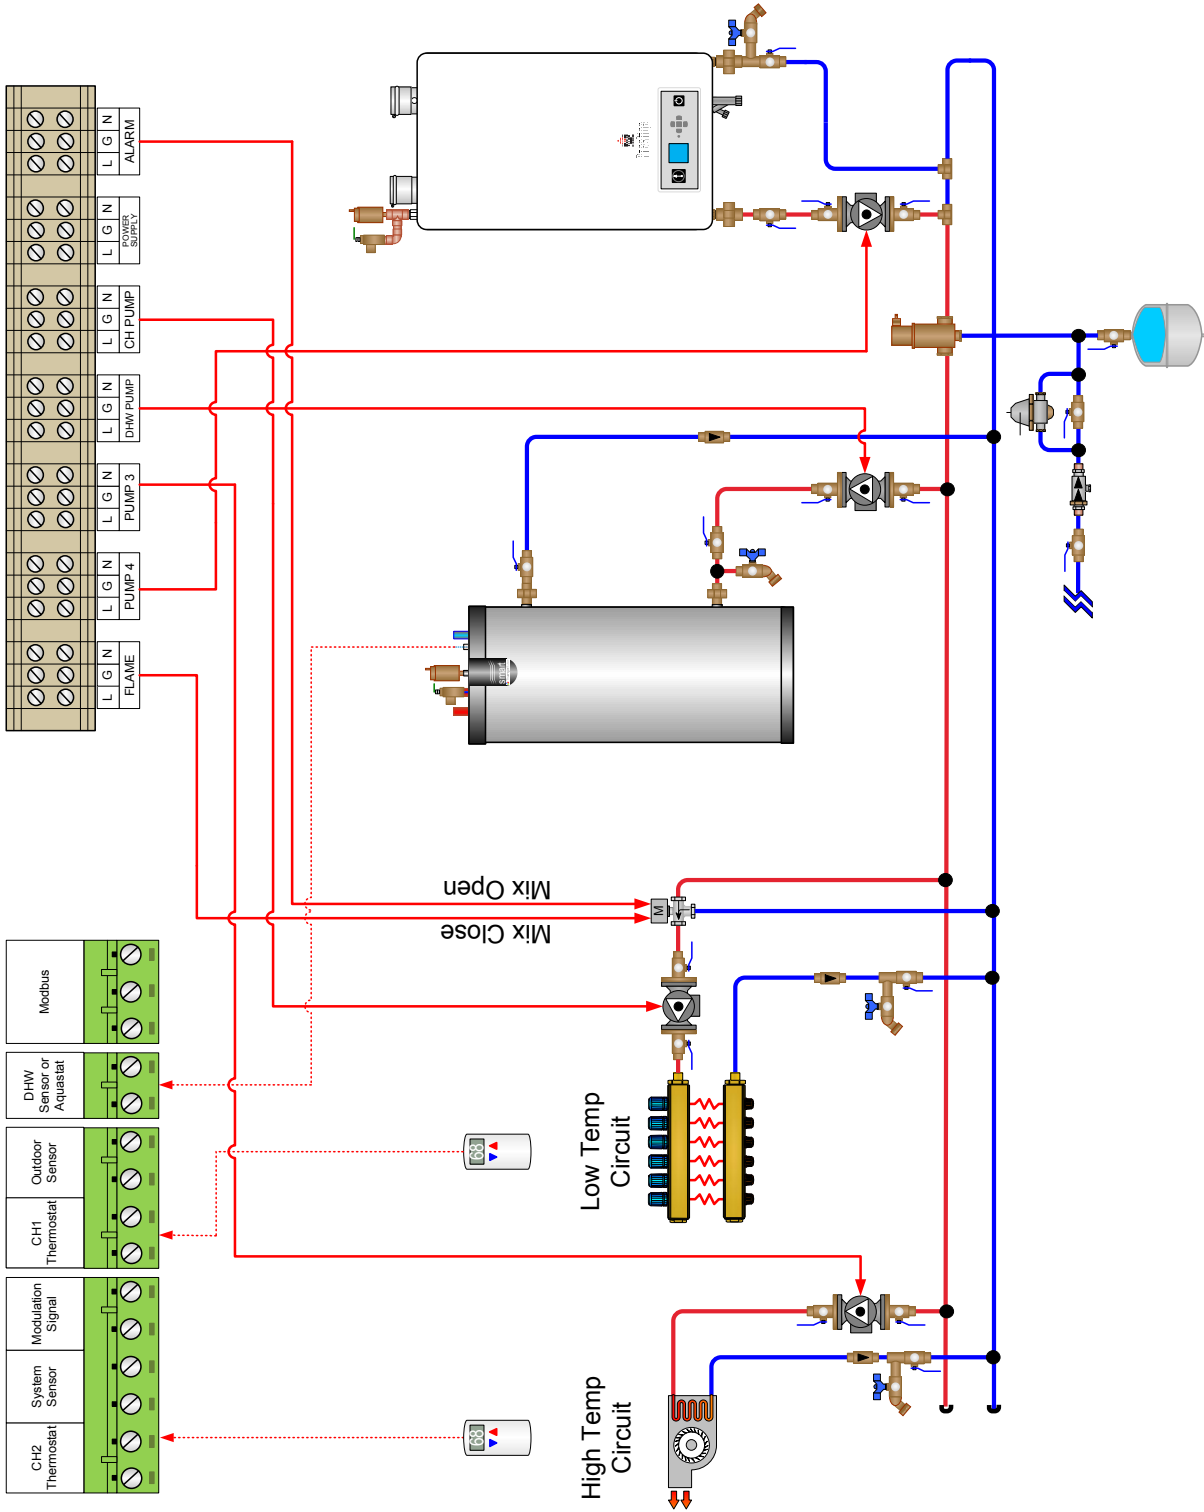 L G N
ALARM
L G N
POWER
SUPPLY
L G N
CH PUMP
L G N
DHW PUMP
L G N
PUMP 3
L G N
PUMP 4
L G N
FLAME
Modbus
DHW
Sensor or
Aquastat
Outdoor
Sensor
CH1
Thermostat
Modulation
Signal
System
Sensor
CH2
Thermostat
Mix Open
Mix Close
M
smart
68
68
Low Temp
Circuit
High Temp
Circuit